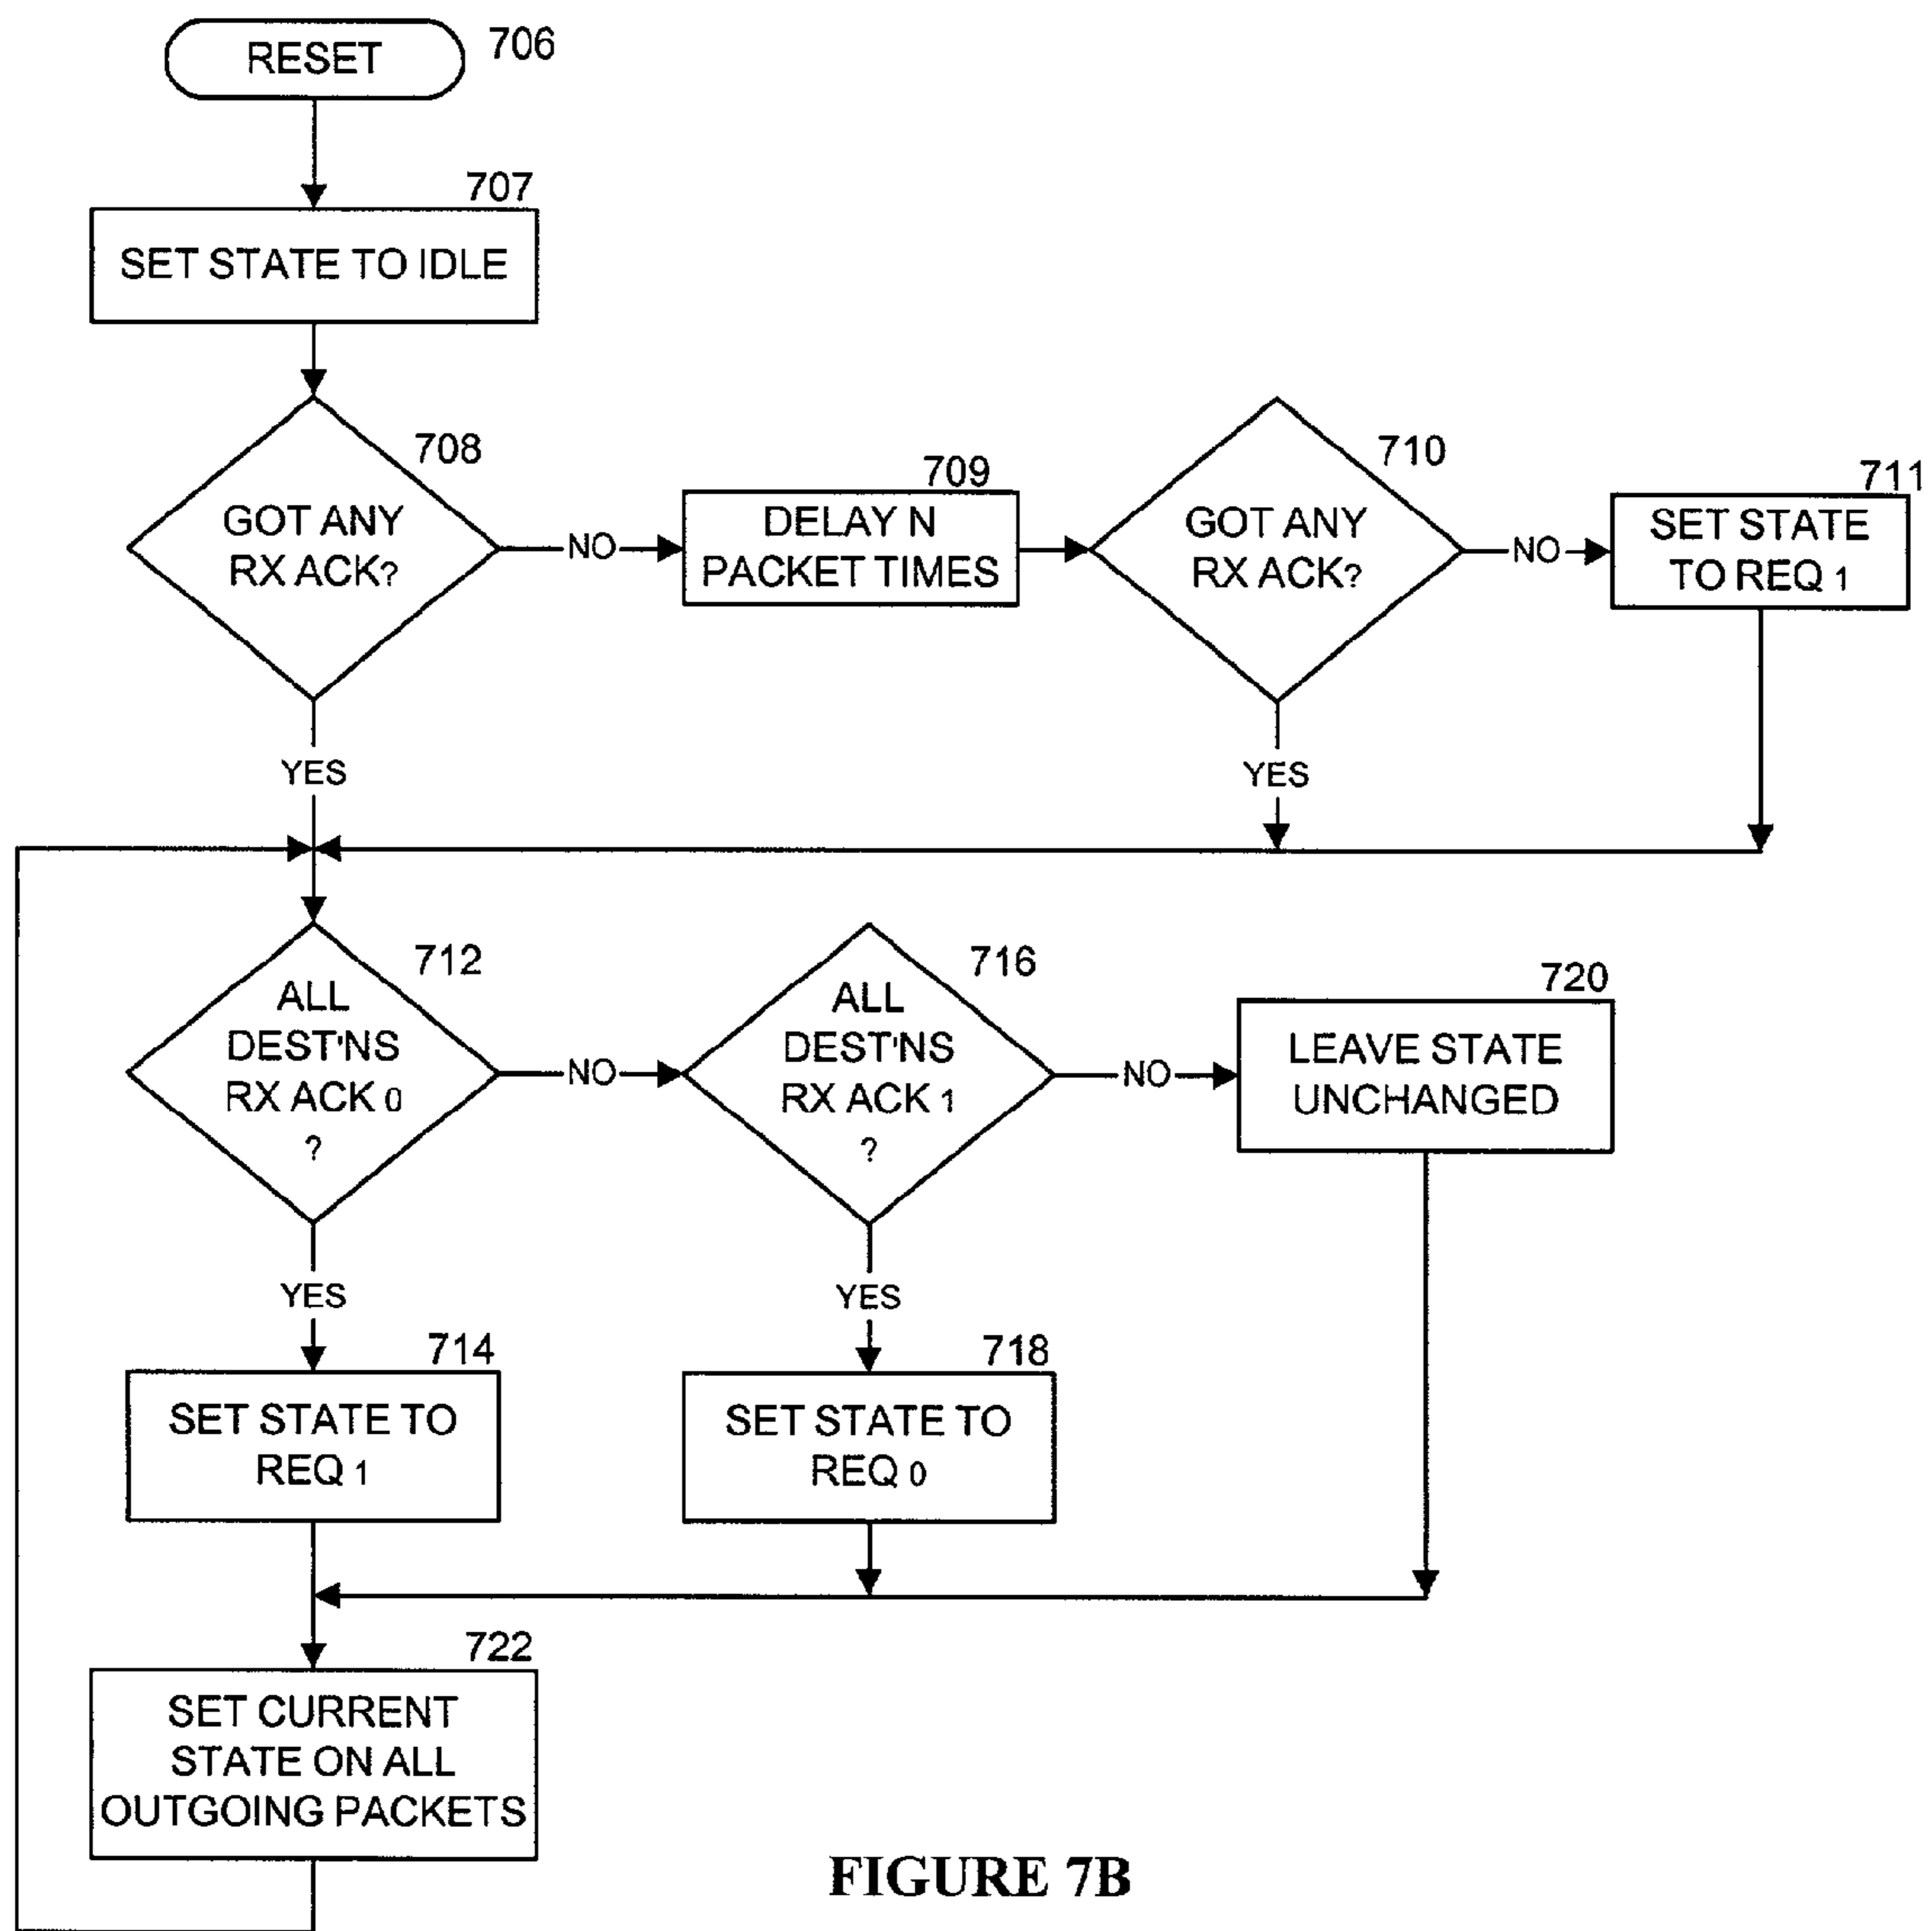 RESET
706
707
SET STATE TO IDLE
708
GOT ANY
RX ACK?
NO
709
DELAY N
PACKET TIMES
710
GOT ANY
RX ACK?
NO
711
SET STATE
TO REQ 1
YES
YES
712
ALL
DEST'NS
RX ACK 0
?
NO
716
ALL
DEST'NS
RX ACK 1
?
NO
720
LEAVE STATE
UNCHANGED
YES
YES
714
SET STATE TO
REQ 1
718
SET STATE TO
REQ 0
722
SET CURRENT
STATE ON ALL
OUTGOING PACKETS
FIGURE 7B